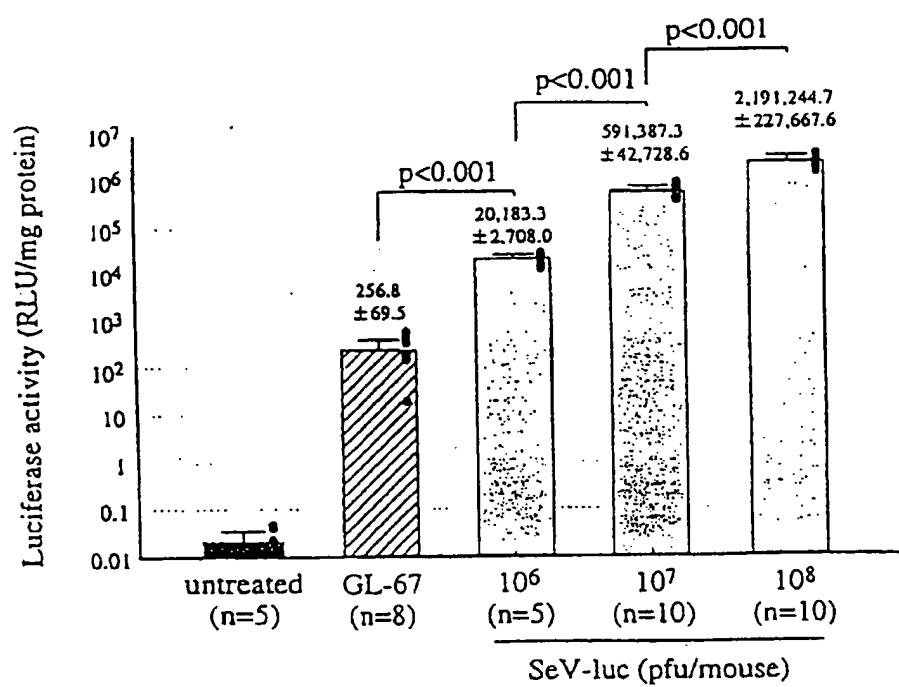 p<0.001
p<0.001
2,191,244.7
±227,667.6
591,387.3
±42,728.6
p<0.001
20,183.3
±2,708.0
256.8
±69.5
Luciferase activity (RLU/mg protein)
10⁷
10⁶
10⁵
10⁴
10³
10²
10
1
0.1
0.01
untreated GL-67 10⁶ 10⁷ 10⁸
(n=5) (n=8) (n=5) (n=10) (n=10)
SeV-luc (pfu/mouse)